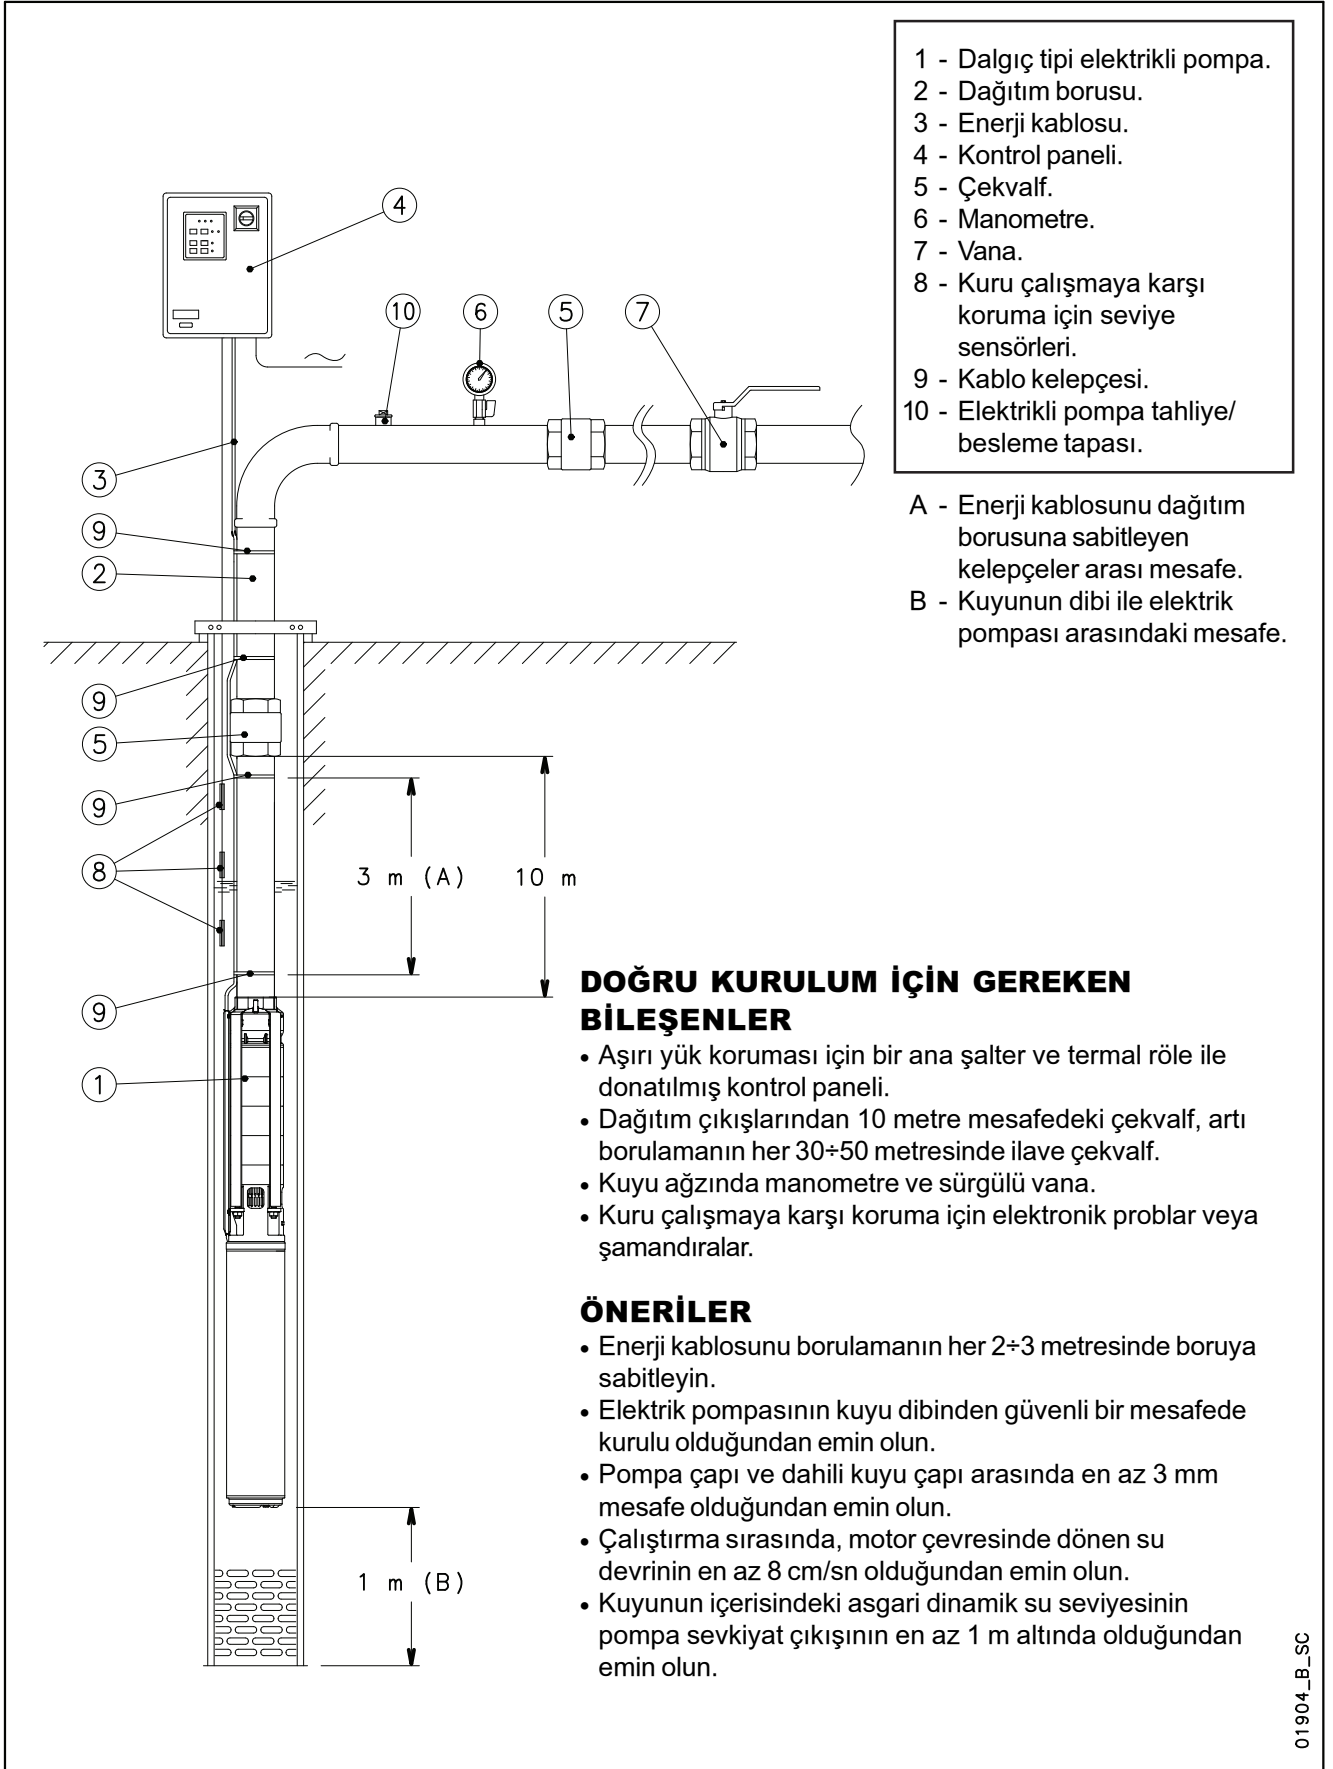 1 - Dalgıç tipi elektrikli pompa.
2 - Dağıtım borusu.
3 - Enerji kablosu.
4 - Kontrol paneli.
5 - Çekvalf.
6 - Manometre.
7 - Vana.
8 - Kuru çalışmaya karşı
koruma için seviye
sensörleri.
9 - Kablo kelepçesi.
10 - Elektrikli pompa tahliye/
besleme tapası.
A - Enerji kablosunu dağıtım
borusuna sabitleyen
kelepçeler arası mesafe.
B - Kuyunun dibi ile elektrik
pompası arasındaki mesafe.
4
10
6
5
7
3
9
2
9
5
9
8
3 m (A)
10 m
9
1
1 m (B)
DOĞRU KURULUM İÇİN GEREKEN
BİLEŞENLER
• Aşırı yük koruması için bir ana şalter ve termal röle ile
donatılmış kontrol paneli.
• Dağıtım çıkışlarından 10 metre mesafedeki çekvalf, artı
borulamanın her 30÷50 metresinde ilave çekvalf.
• Kuyu ağzında manometre ve sürgülü vana.
• Kuru çalışmaya karşı koruma için elektronik problar veya
şamandıralar.
ÖNERİLER
• Enerji kablosunu borulamanın her 2÷3 metresinde boruya
sabitleyin.
• Elektrik pompasının kuyu dibinden güvenli bir mesafede
kurulu olduğundan emin olun.
• Pompa çapı ve dahili kuyu çapı arasında en az 3 mm
mesafe olduğundan emin olun.
• Çalıştırma sırasında, motor çevresinde dönen su
devrinin en az 8 cm/sn olduğundan emin olun.
• Kuyunun içerisindeki asgari dinamik su seviyesinin
pompa sevkiyat çıkışının en az 1 m altında olduğundan
emin olun.
01904_B_SC